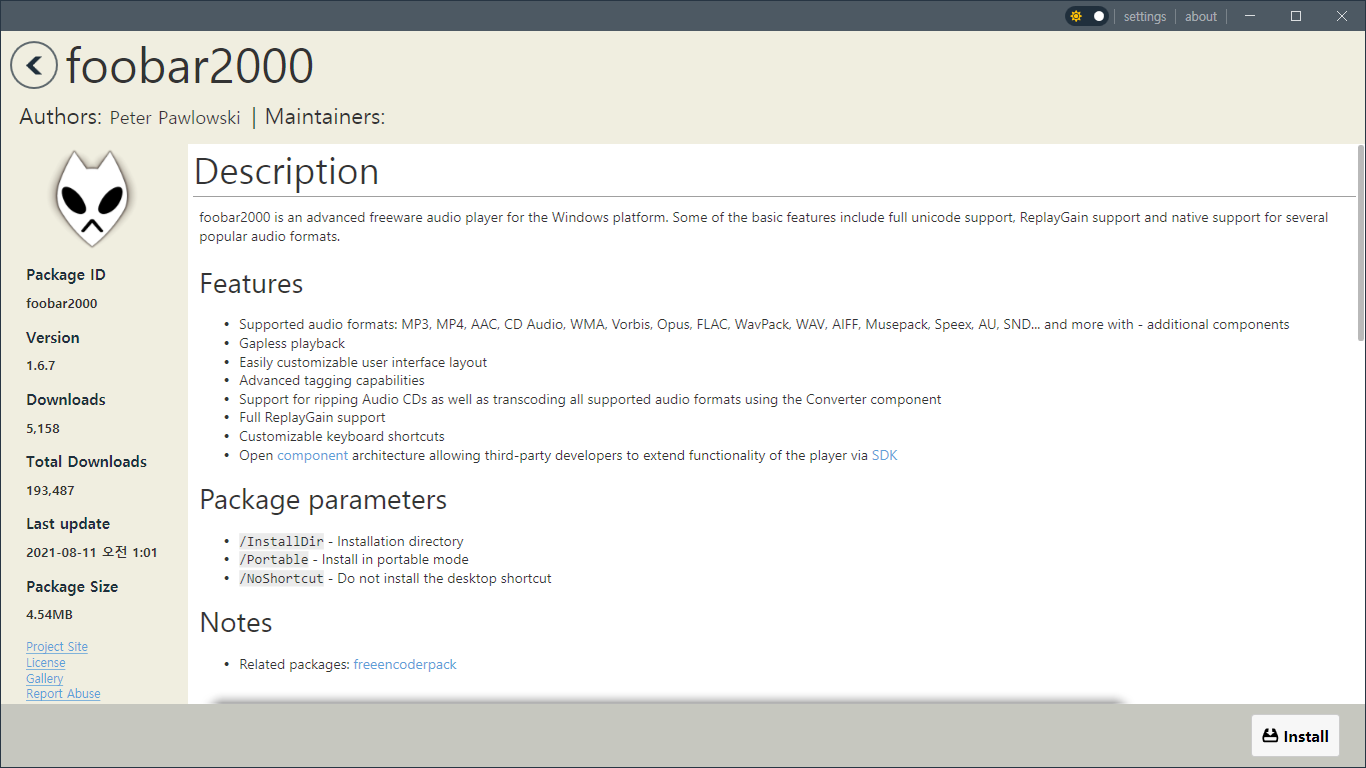 settings
about
foobar2000
Authors: Peter Pawlowski | Maintainers:
Package ID
foobar2000
Version
1.6.7
Downloads
5,158
Total Downloads
193,487
Last update
2021-08-11 오전 1:01
Package Size
4.54MB
Project Site
License
Gallery
Report Abuse
Description
foobar2000 is an advanced freeware audio player for the Windows platform. Some of the basic features include full unicode support, ReplayGain support and native support for several
popular audio formats.
Features
• Supported audio formats: MP3, MP4, AAC, CD Audio, WMA, Vorbis, Opus, FLAC, WavPack, WAV, AIFF, Musepack, Speex, AU, SND... and more with - additional components
• Gapless playback
• Easily customizable user interface layout
• Advanced tagging capabilities
• Support for ripping Audio CDs as well as transcoding all supported audio formats using the Converter component
• Full ReplayGain support
• Customizable keyboard shortcuts
• Open component architecture allowing third-party developers to extend functionality of the player via SDK
Package parameters
• /InstallDir - Installation directory
• /Portable - Install in portable mode
• /NoShortcut - Do not install the desktop shortcut
Notes
• Related packages: freeencoderpack
Install